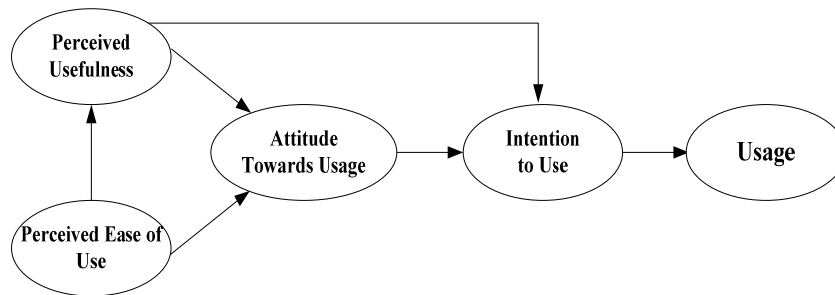 Perceived
Usefulness
Attitude
Towards Usage
Intention
to Use
Usage
Perceived Ease of
Use